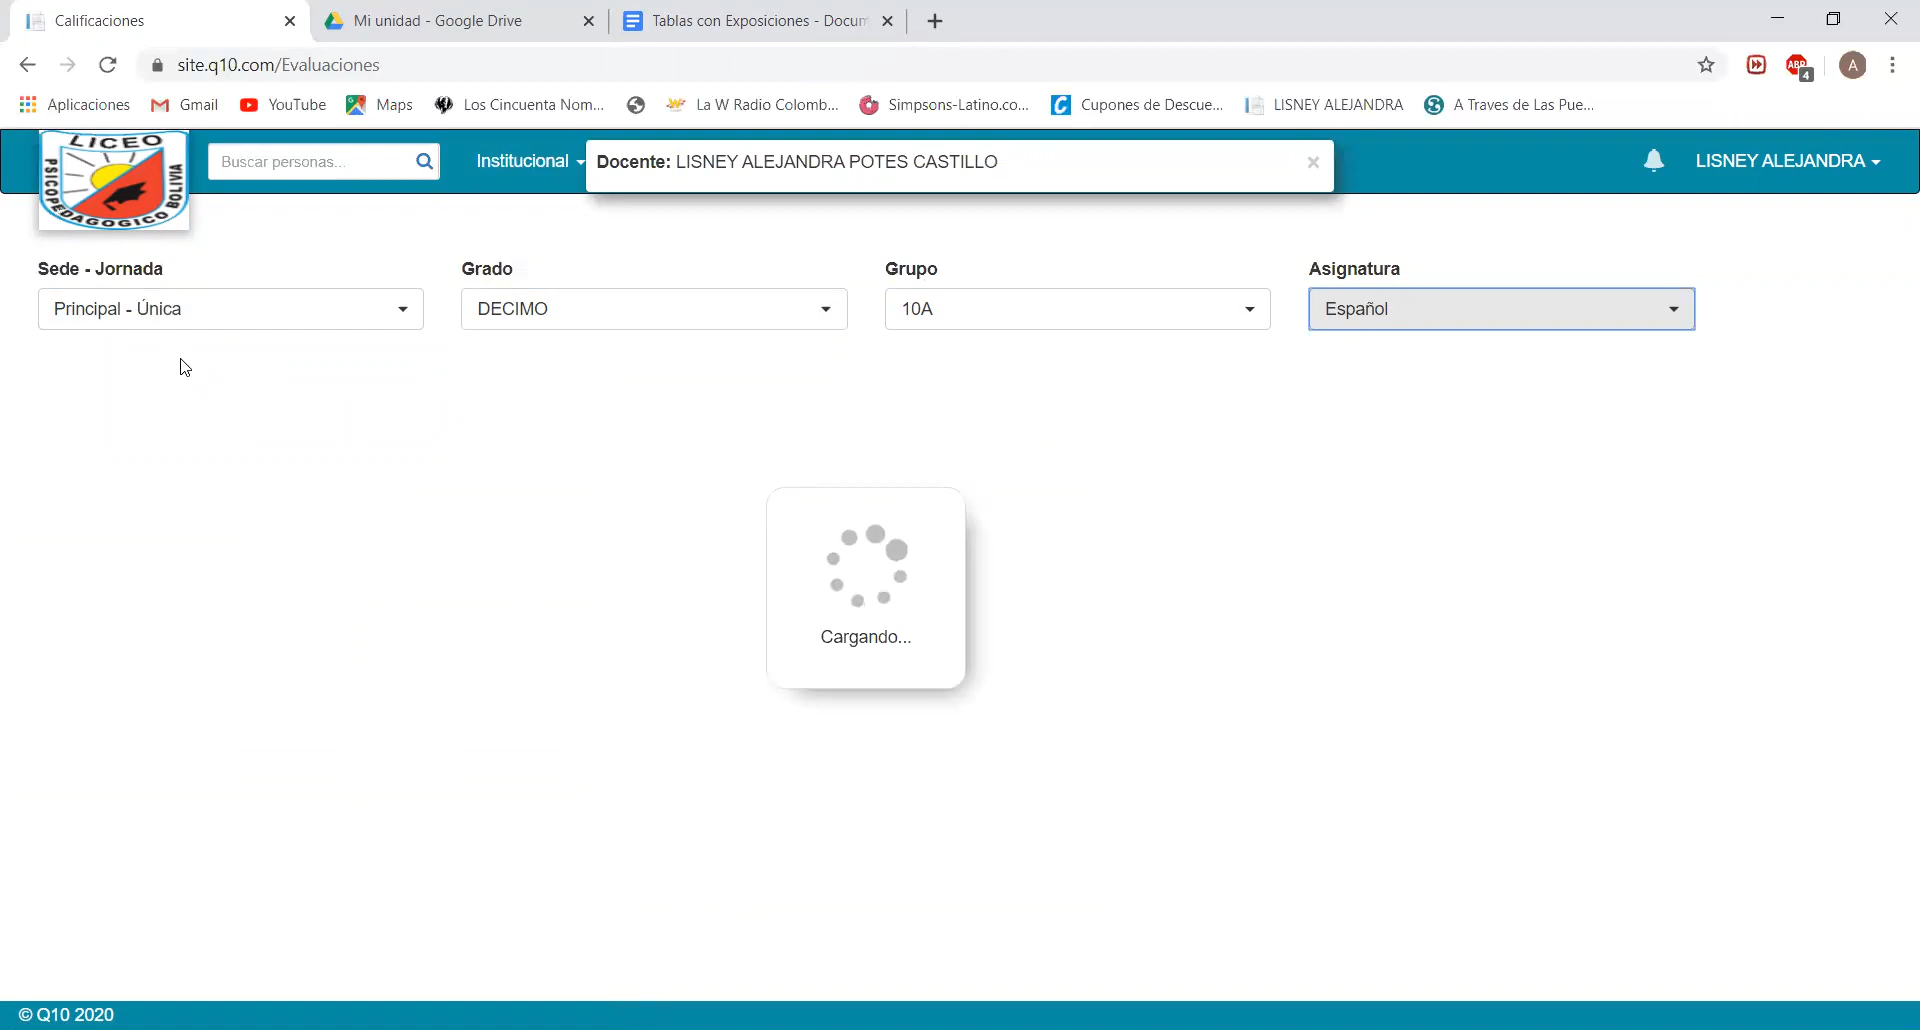 Calificaciones
Mi unidad - Google Drive
Tablas con Exposiciones - Docum
site.q10.com/Evaluaciones
ABP
4
A
Aplicaciones
Gmail
YouTube
Maps
Los Cincuenta Nom...
La W Radio Colomb...
Simpsons-Latino.co...
Cupones de Descue...
LISNEY ALEJANDRA
A Traves de Las Pue...
LICEO
PSICOPEDAGOGICO BOLIVIA
Buscar personas...
Institucional
Docente: LISNEY ALEJANDRA POTES CASTILLO
LISNEY ALEJANDRA
Sede - Jornada
Grado
Grupo
Asignatura
Principal - Única
DECIMO
10A
Español
Cargando...
© Q10 2020